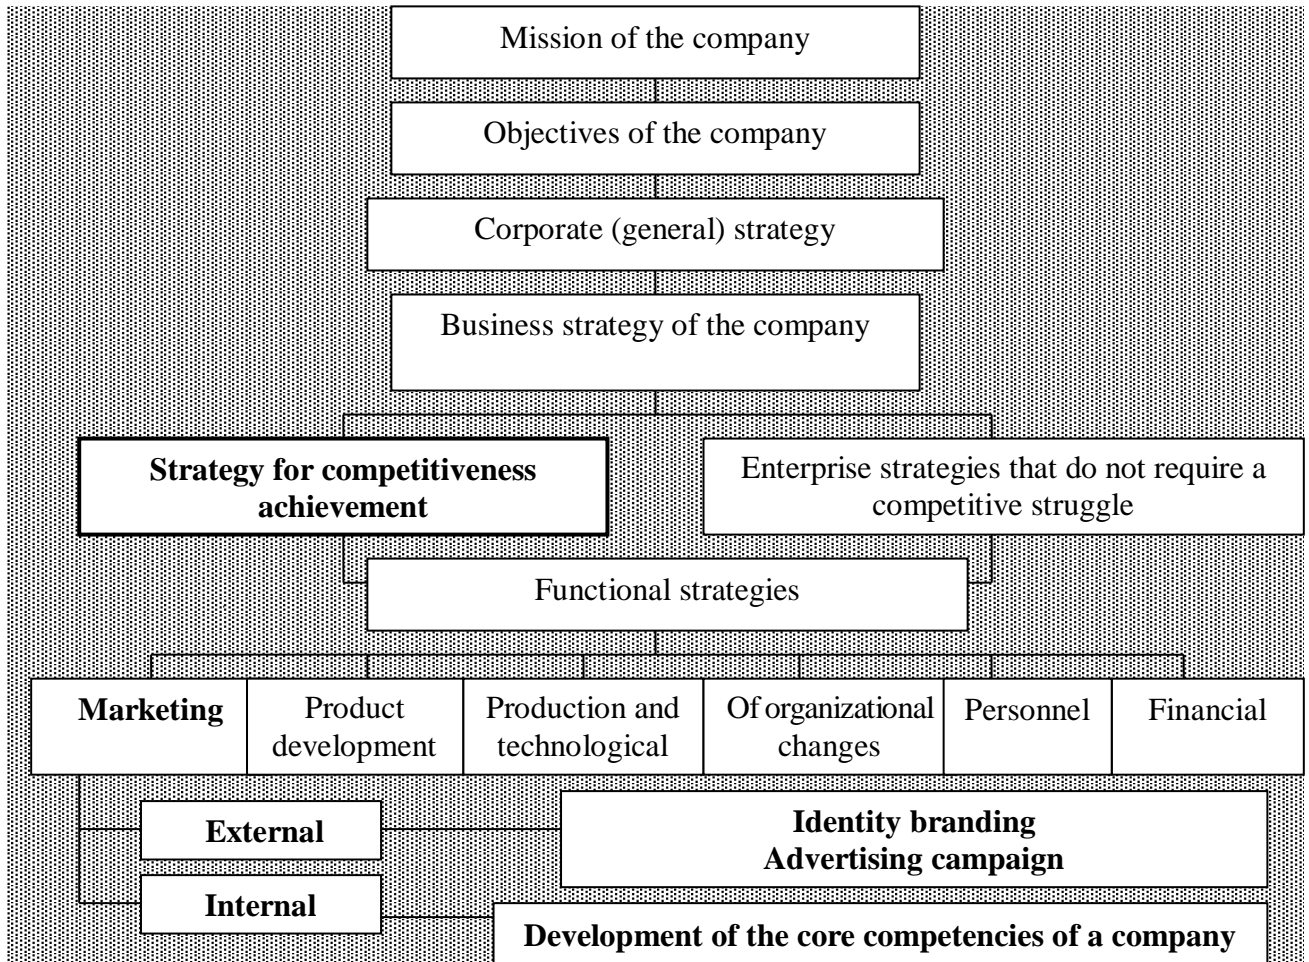 Mission of the company
Objectives of the company
Corporate (general) strategy
Business strategy of the company
Strategy for competitiveness
achievement
Enterprise strategies that do not require a
competitive struggle
Functional strategies
Marketing
Product
development
Production and
technological
Of organizational
changes
Personnel
Financial
External
Identity branding
Advertising campaign
Internal
Development of the core competencies of a company